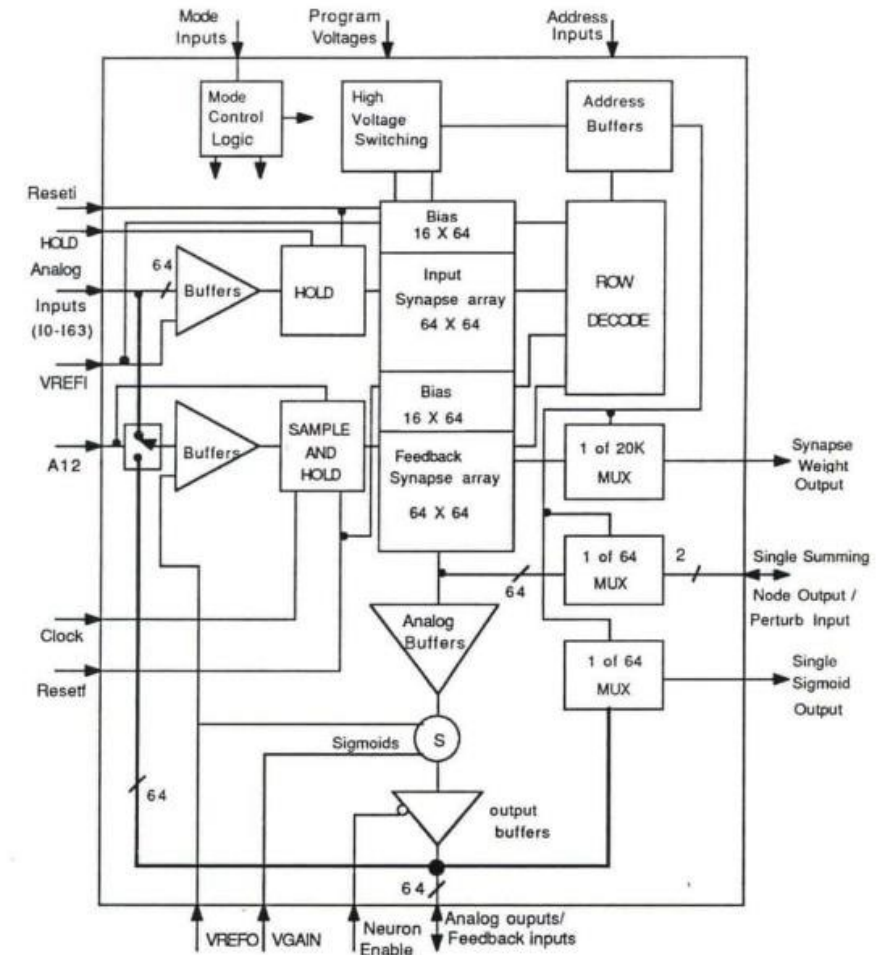 Mode
Inputs
Program
Voltages
Address
Inputs
Mode
Control
Logic
High
Voltage
Switching
Address
Buffers
Reseti
HOLD
Analog
Inputs
(I0-I63)
VREFI
64
Buffers
HOLD
Bias
16 X 64
Input
Synapse array
64 X 64
ROW
DECODE
Bias
16 X 64
A12
Buffers
SAMPLE
AND
HOLD
Feedback
Synapse array
64 X 64
1 of 20K
MUX
Synapse
Weight
Output
64
1 of 64
MUX
2
Single Summing
Node Output /
Perturb Input
Clock
Resetf
Analog
Buffers
1 of 64
MUX
Single
Sigmoid
Output
Sigmoids
S
64
output
buffers
64
VREFO
VGAIN
Neuron
Enable
Analog ouputs/
Feedback inputs